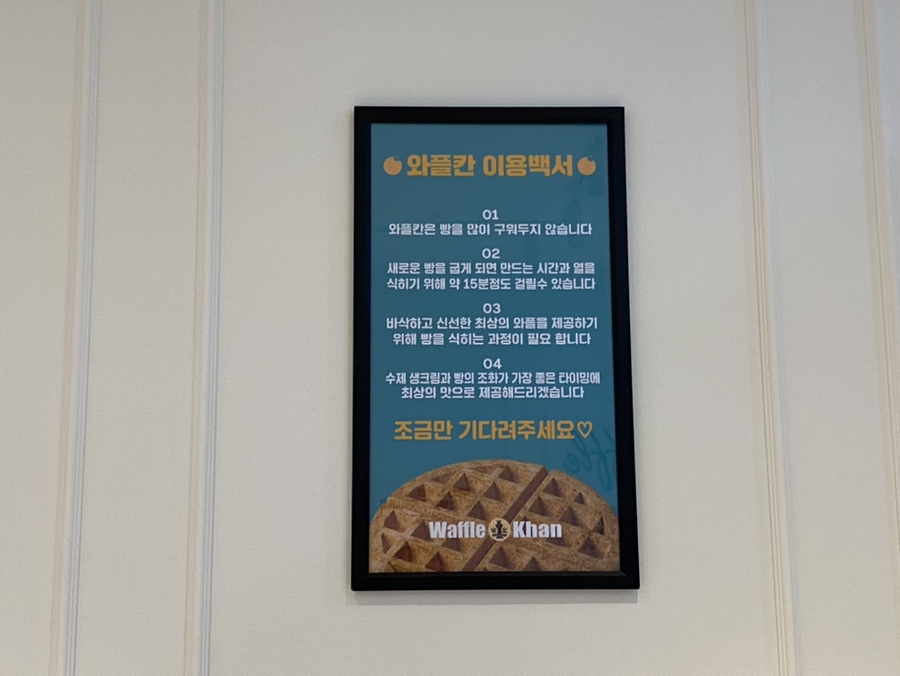 와플칸 이용백서
01
와플칸은 빵을 많이 구워두지 않습니다
02
새로운 빵을 굽게 되면 만드는 시간과 열을
식히기 위해 약 15분정도 걸릴수 있습니다
03
바삭하고 신선한 최상의 와플을 제공하기
위해 빵을 식히는 과정이 필요 합니다
04
수제 생크림과 빵의 조화가 가장 좋은 타이밍에
최상의 맛으로 제공해드리겠습니다
조금만 기다려주세요♡
Waffle Khan